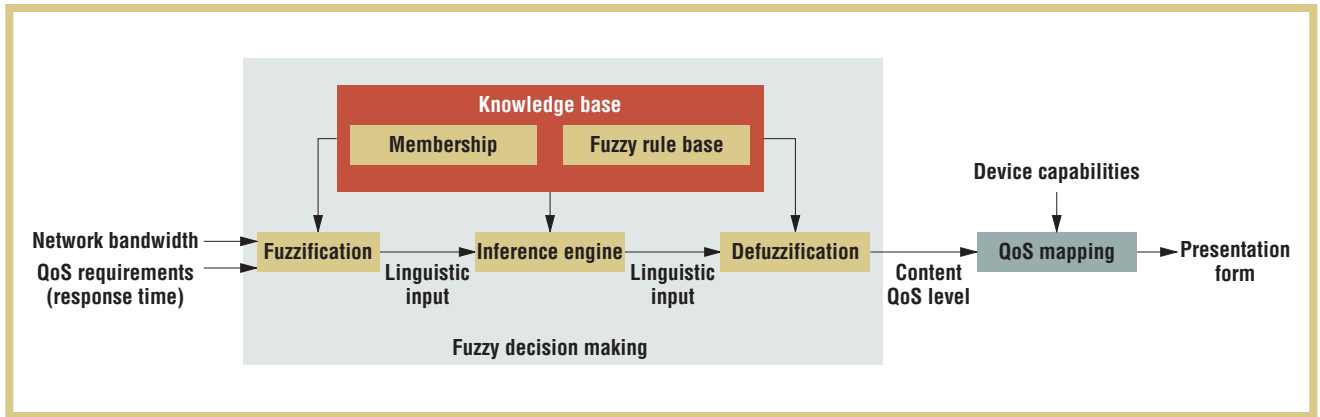 Knowledge base
Membership
Fuzzy rule base
Device capabilities
Network bandwidth
QoS requirements
(response time)
Fuzzification
Linguistic
input
Inference engine
Linguistic
input
Defuzzification
Content
QoS level
QoS mapping
Presentation
form
Fuzzy decision making